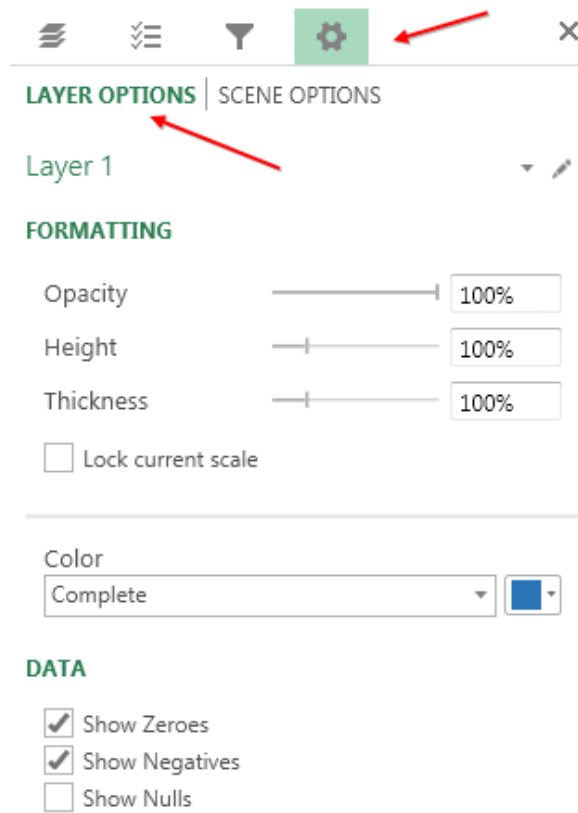 LAYER OPTIONS | SCENE OPTIONS
Layer 1
FORMATTING
Opacity 100%
Height 100%
Thickness 100%
Lock current scale
Color
Complete
DATA
Show Zeroes
Show Negatives
Show Nulls